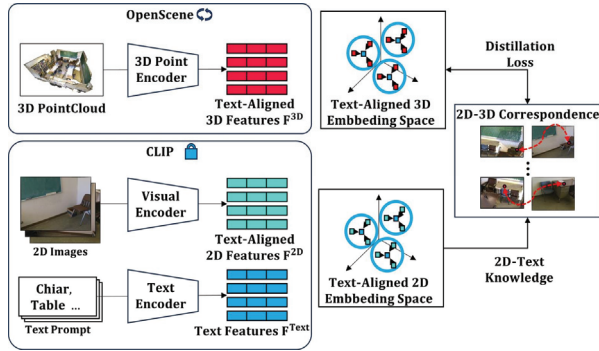 OpenScene
3D PointCloud
3D Point
Encoder
Text-Aligned
3D Features F3D
CLIP
2D Images
Visual
Encoder
Text-Aligned
2D Features F2D
Chiar,
Table ...
Text Prompt
Text
Encoder
Text Features FText
Text-Aligned 3D
Embbeding Space
Text-Aligned 2D
Embbeding Space
Distillation
Loss
2D-3D Correspondence
2D-Text
Knowledge